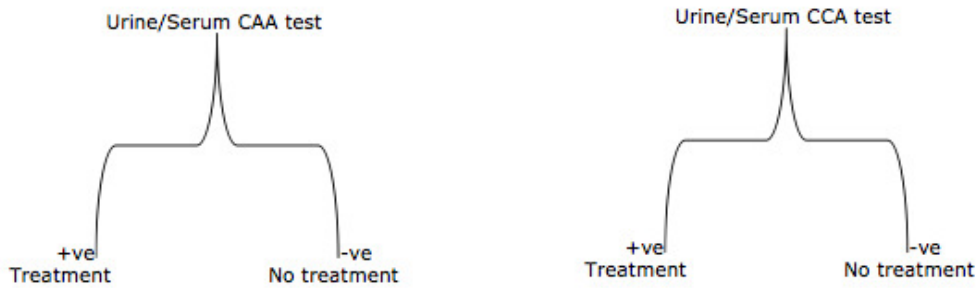 Urine/Serum CAA test
+ve
Treatment
-ve
No treatment
Urine/Serum CCA test
+ve
Treatment
-ve
No treatment